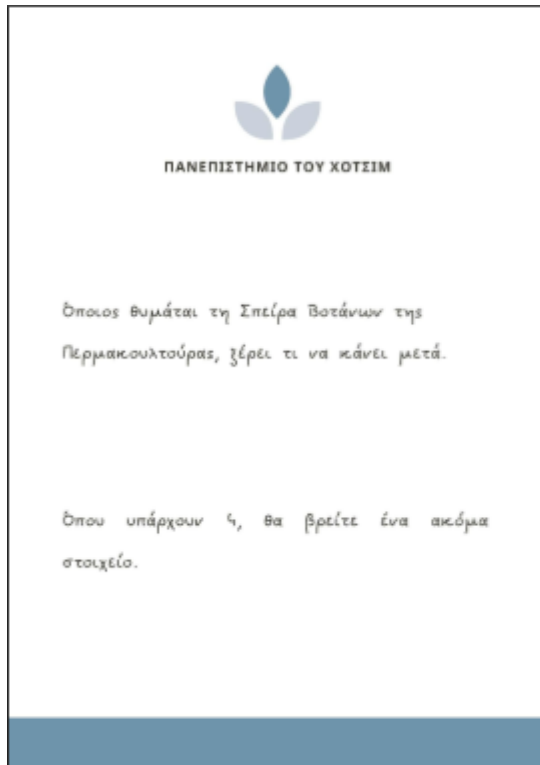 ΠΑΝΕΠΙΣΤΗΜΙΟ ΤΟΥ ΧΟΤΣΙΜ
Όποιος θυμάται τη Σπείρα Βοτάνων της
Περμακουλτούρας, ξέρει τι να κάνει μετά.
Όπου υπάρχουν 4, θα βρείτε ένα ακόμα
στοιχείο.